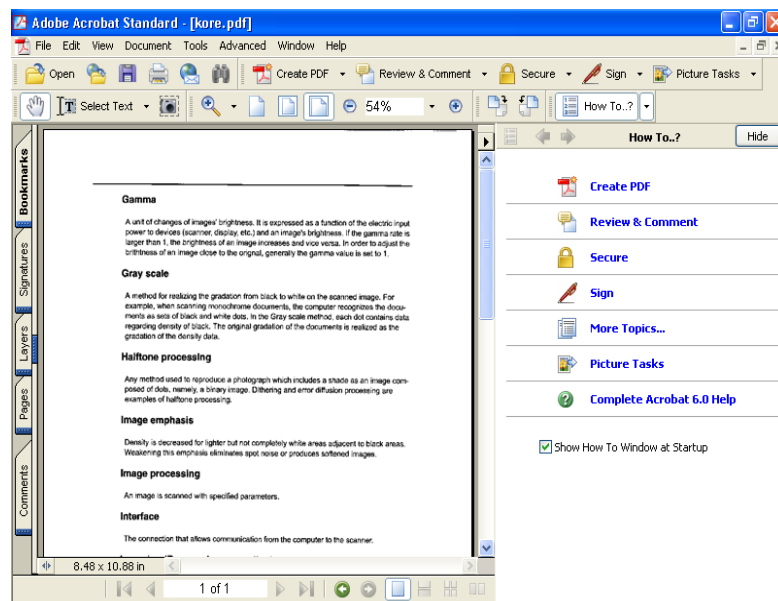 Adobe Acrobat Standard - [kore.pdf]
File Edit View Document Tools Advanced Window Help
Open Create PDF Review & Comment Secure Sign Picture Tasks
Select Text 54% How To..?
How To..? Hide
Bookmarks
Signatures
Layers
Pages
Comments
Gamma
A unit of changes of images' brightness. It is expressed as a function of the electric input
power to devices (scanner, display, etc.) and an image's brightness. If the gamma rate is
larger than 1, the brightness of an image increases and vice versa. In order to adjust the
brithtness of an image close to the orignal, generally the gamma value is set to 1.
Gray scale
A method for realizing the gradation from black to white on the scanned image. For
example, when scanning monochrome documents, the computer recognizes the docu-
ments as sets of black and white dots. In the Gray scale method, each dot contains data
regarding density of black. The original gradation of the documents is realized as the
gradation of the density data.
Halftone processing
Any method used to reproduce a photograph which includes a shade as an image com-
posed of dots, namely, a binary image. Dithering and error diffusion processing are
examples of halftone processing.
Image emphasis
Density is decreased for lighter but not completely white areas adjacent to black areas.
Weakening this emphasis eliminates spot noise or produces softened images.
Image processing
An image is scanned with specified parameters.
Interface
The connection that allows communication from the computer to the scanner.
Create PDF
Review & Comment
Secure
Sign
More Topics...
Picture Tasks
Complete Acrobat 6.0 Help
Show How To Window at Startup
8.48 x 10.88 in
1 of 1